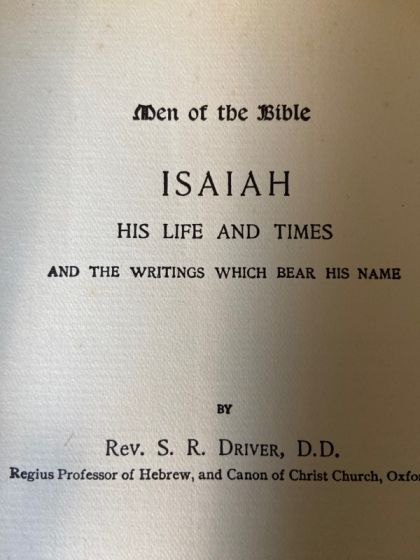 Men of the Bible
ISAIAH
HIS LIFE AND TIMES
AND THE WRITINGS WHICH BEAR HIS NAME
BY
REV. S. R. DRIVER, D.D.
Regius Professor of Hebrew, and Canon of Christ Church, Oxfo